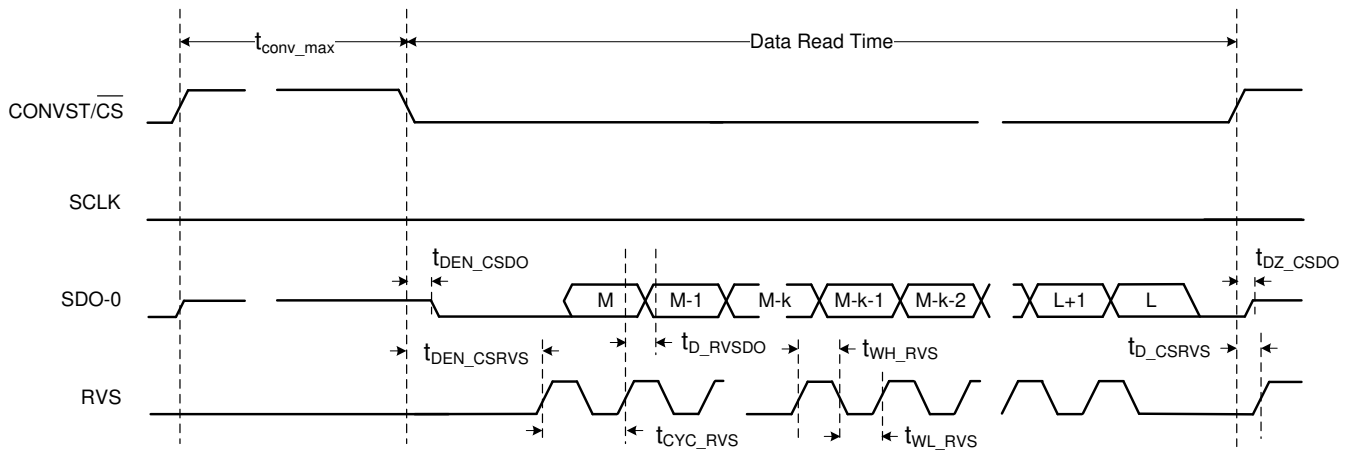 t_conv_max
Data Read Time
CONVST/C̅S̅
SCLK
t_DEN_CSDO
t_DZ_CSDO
SDO-0
M
M-1
M-k
M-k-1
M-k-2
L+1
L
t_DEN_CSRVS
t_D_RVSDO
t_WH_RVS
t_D_CSRVS
RVS
t_CYC_RVS
t_WL_RVS